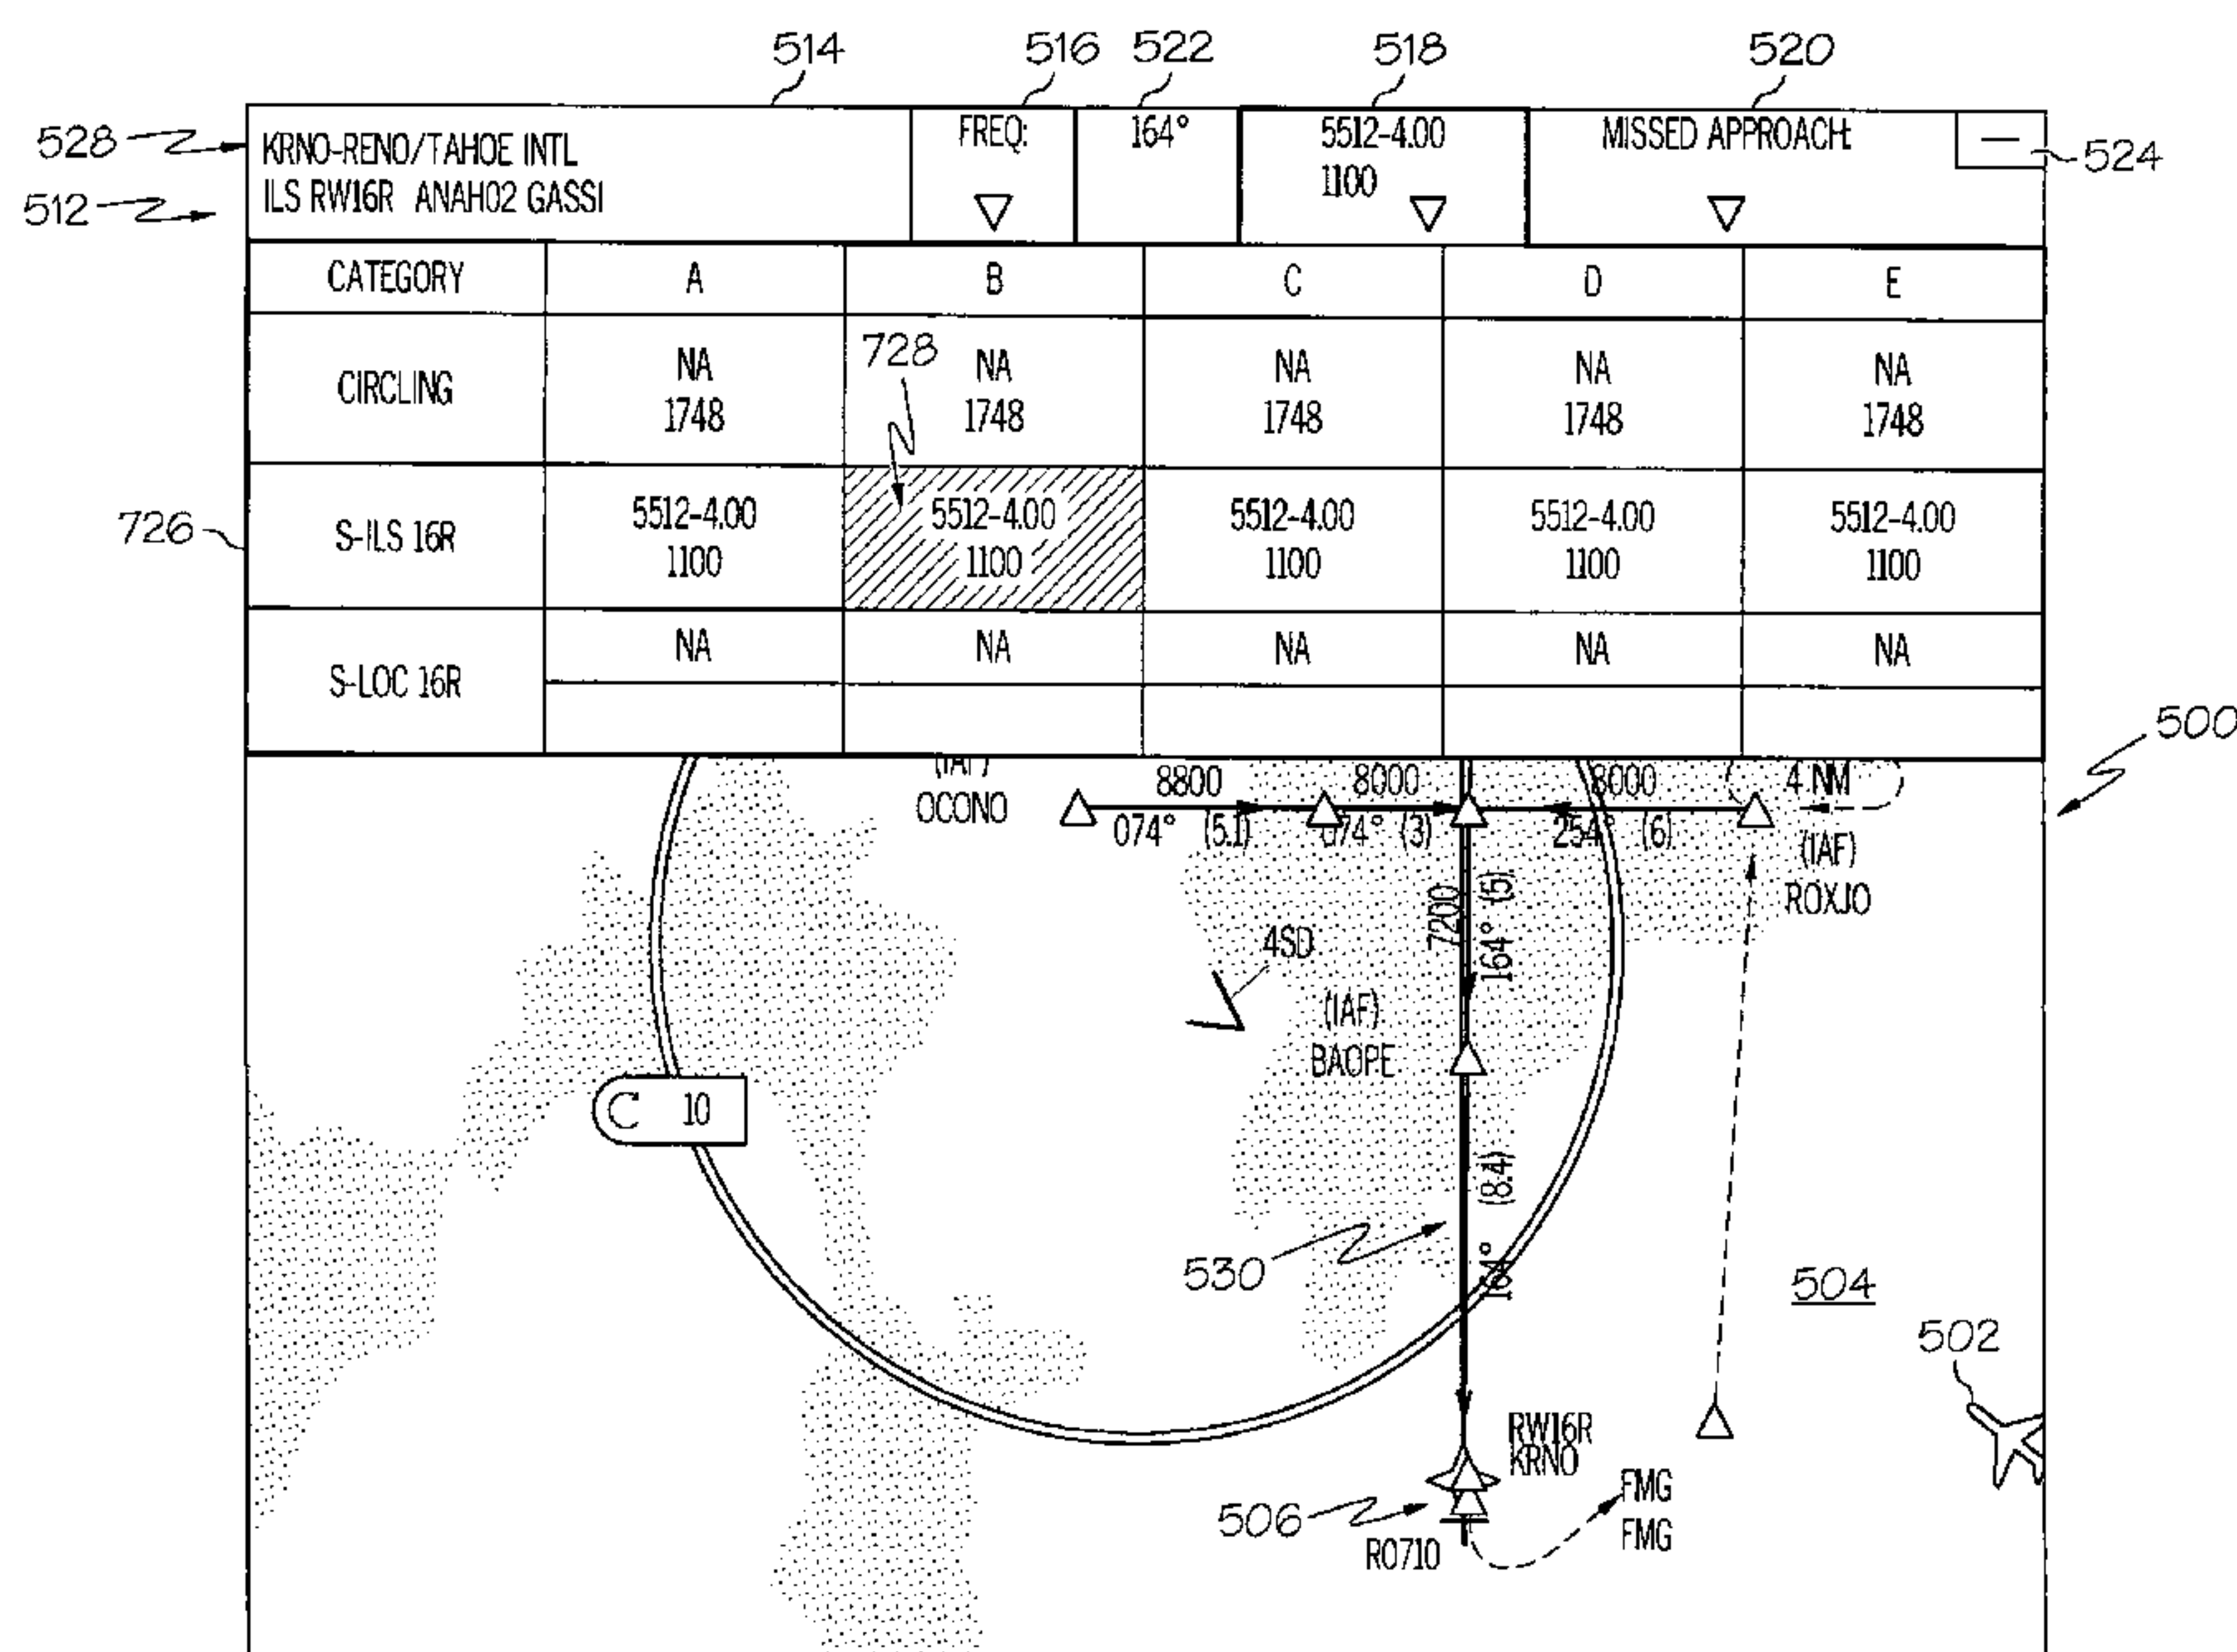 514 516 522 518 520
528 KRNO-RENO/TAHOE INTL FREQ: 164° 5512-4.00 MISSED APPROACH: — 524
512 ILS RW16R ANAHO2 GASSI 1100
CATEGORY A B C D E
728
CIRCLING NA NA NA NA NA
1748 1748 1748 1748 1748
726 S-ILS 16R 5512-4.00 5512-4.00 5512-4.00 5512-4.00 5512-4.00
1100 1100 1100 1100 1100
S-LOC 16R NA NA NA NA NA
500
(IAF) 8800 8000 8000 4 NM
OCONO 074° (5.1) 074° (3) 254° (6) (IAF)
ROXJO
7200 (5)
164°
4SD
(IAF)
BAOPE
10
(8.4)
164°
530
504
502
RW16R
KRNO
506
RO710
FMG
FMG